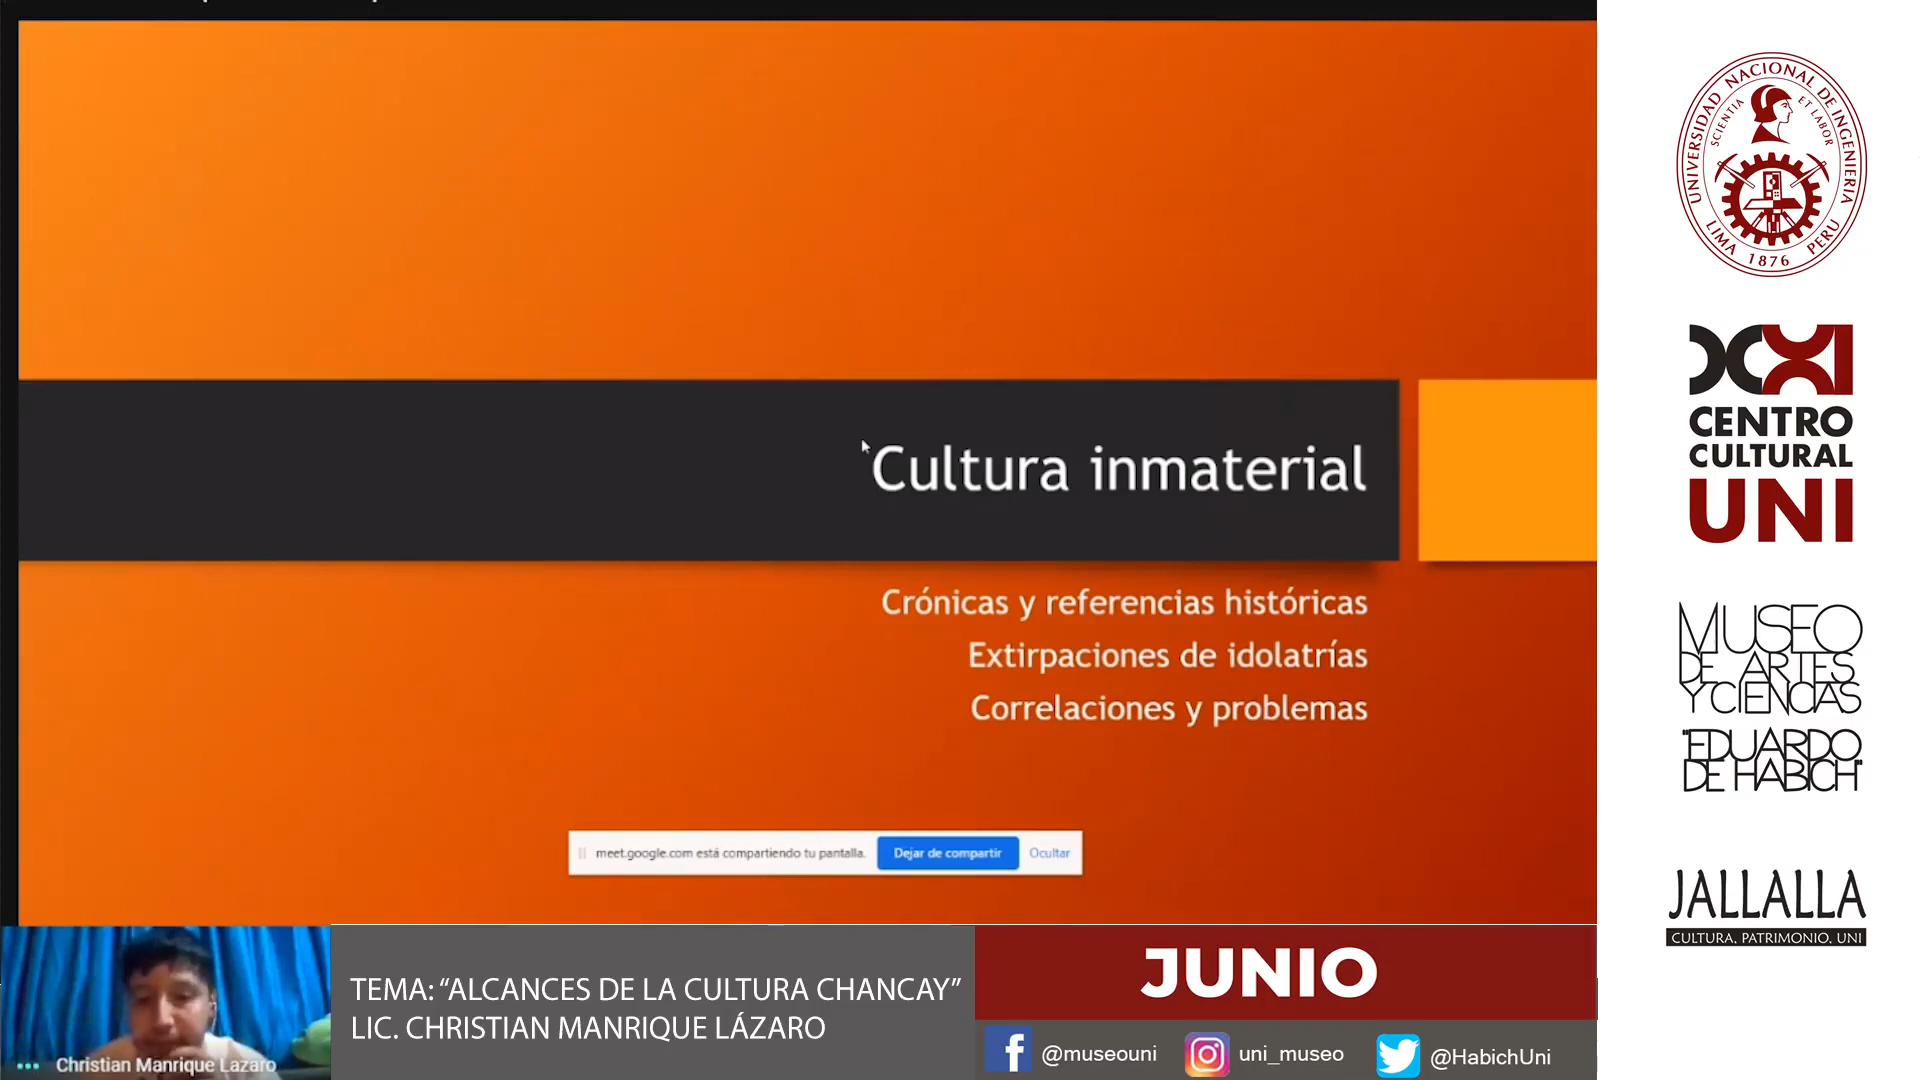 Cultura inmaterial
Crónicas y referencias históricas
Extirpaciones de idolatrías
Correlaciones y problemas
meet.google.com está compartiendo tu pantalla.
Dejar de compartir
Ocultar
Christian Manrique Lazaro
TEMA: “ALCANCES DE LA CULTURA CHANCAY”
LIC. CHRISTIAN MANRIQUE LÁZARO
JUNIO
@museouni
uni_museo
@HabichUni
UNIVERSIDAD NACIONAL DE INGENIERIA
SCIENTIA ET LABOR
LIMA 1876 PERU
XXI
CENTRO
CULTURAL
UNI
MUSEO
DE ARTES
Y CIENCIAS
"EDUARDO
DE HABICH"
JALLALLA
CULTURA, PATRIMONIO, UNI